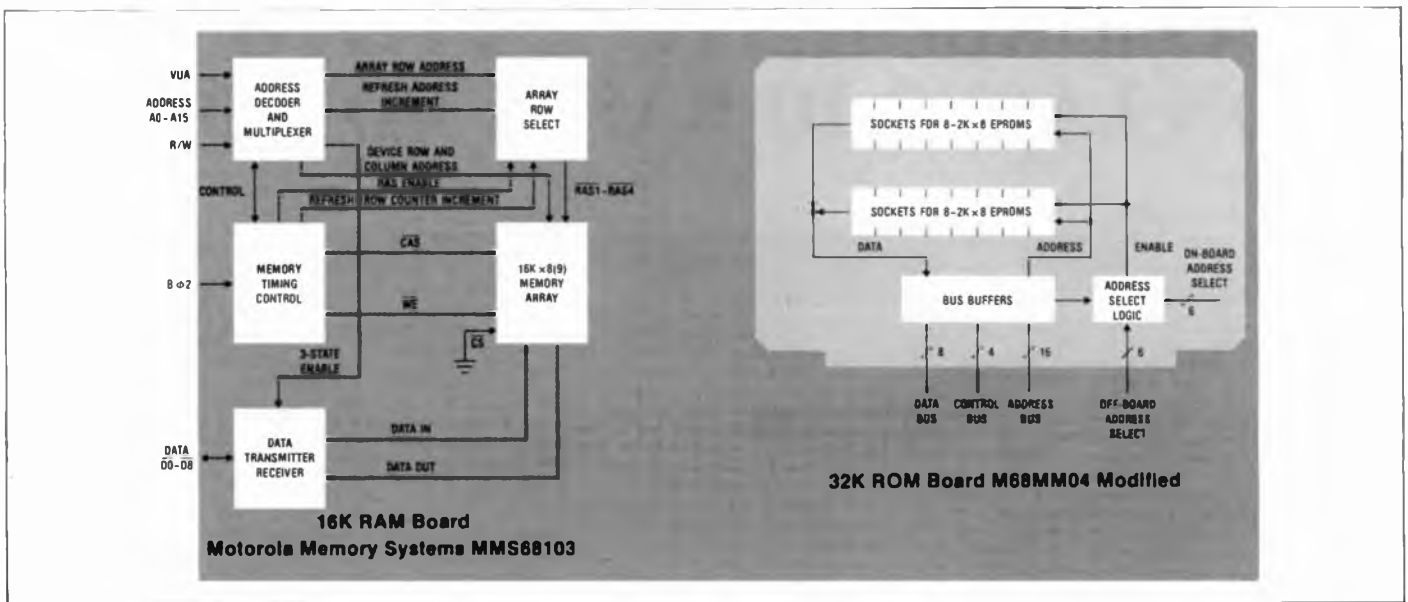 VUA
ADDRESS
A0-A15
R/W
ADDRESS
DECODER
AND
MULTIPLEXER
ARRAY ROW ADDRESS
REFRESH ADDRESS
INCREMENT
ARRAY
ROW
SELECT
DEVICE ROW AND
COLUMN ADDRESS
RAS ENABLE
REFRESH ROW COUNTER INCREMENT
CONTROL
RAS1-RAS4
B Φ2
MEMORY
TIMING
CONTROL
CAS
WE
16K ×8(9)
MEMORY
ARRAY
CS
3-STATE
ENABLE
DATA
D0-D8
DATA
TRANSMITTER
RECEIVER
DATA IN
DATA OUT
16K RAM Board
Motorola Memory Systems MMS68103
SOCKETS FOR 8-2K×8 EPROMS
SOCKETS FOR 8-2K×8 EPROMS
DATA
ADDRESS
ENABLE
ON-BOARD
ADDRESS
SELECT
6
BUS BUFFERS
ADDRESS
SELECT
LOGIC
8
4
16
6
DATA
BUS
CONTROL
BUS
ADDRESS
BUS
OFF-BOARD
ADDRESS
SELECT
32K ROM Board M68MM04 Modified